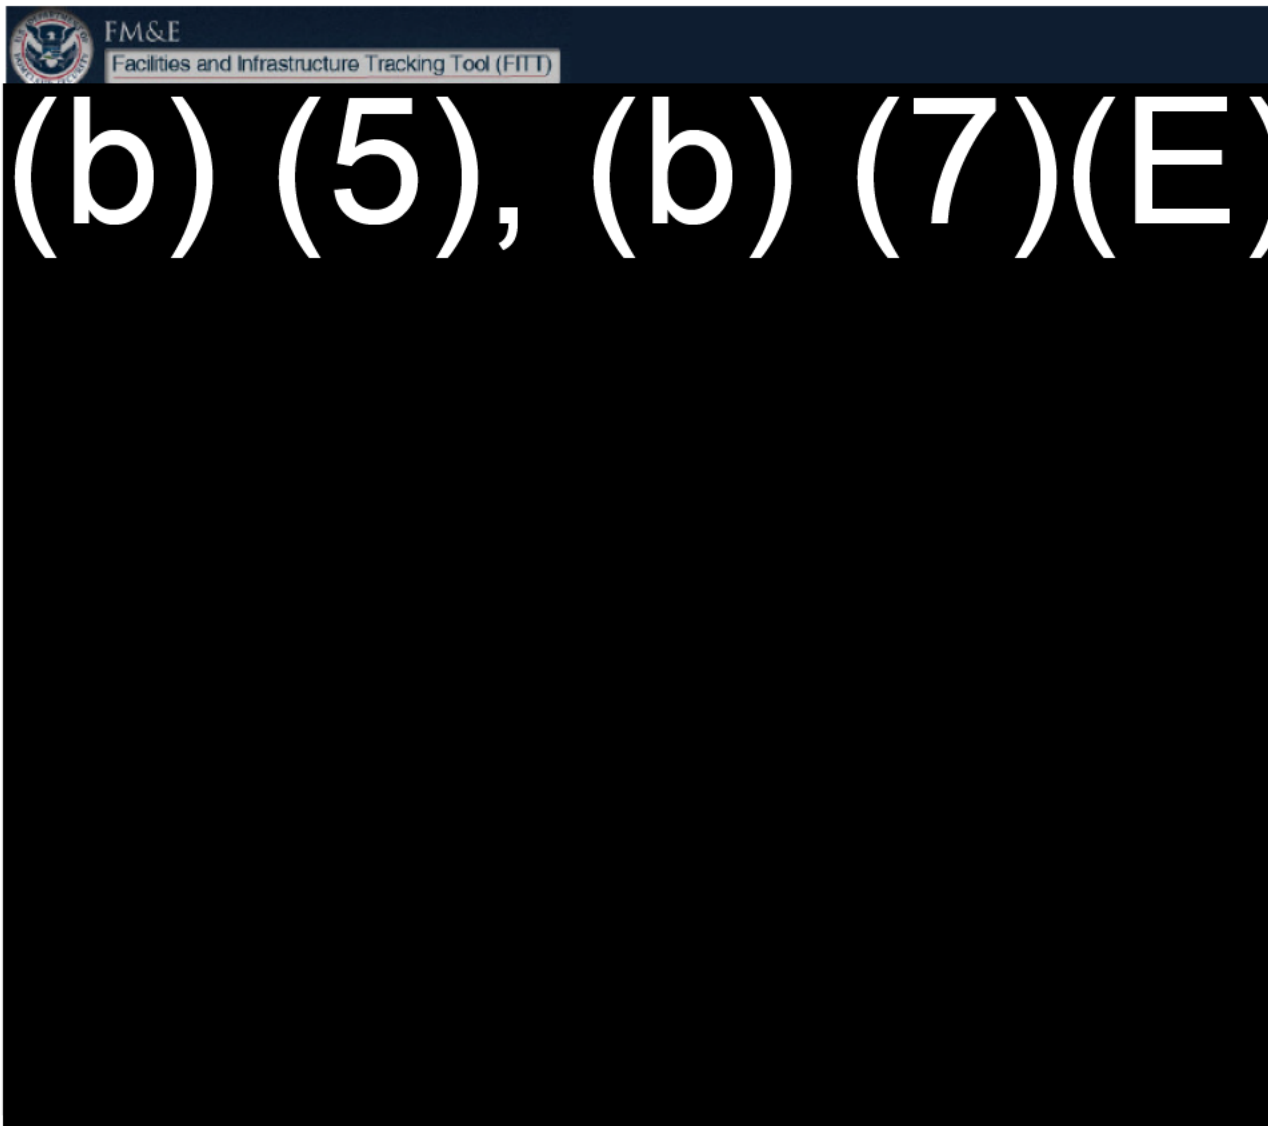 FM&E
Facilities and Infrastructure Tracking Tool (FITT)
(b) (5), (b) (7)(E)